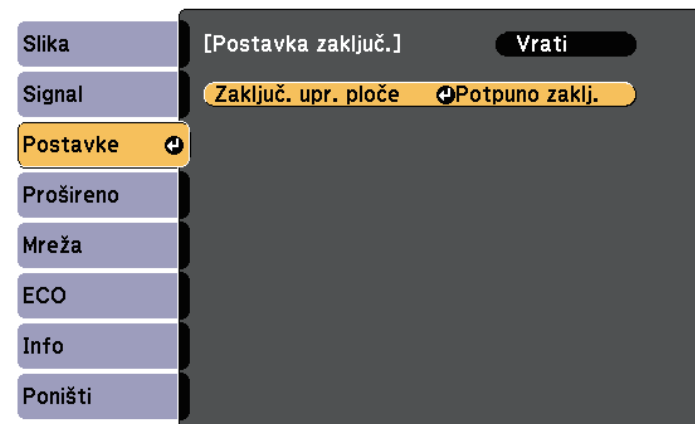 Slika
Signal
Postavke
Prošireno
Mreža
ECO
Info
Poništi
[Postavka zaključ.] Vrati
Zaključ. upr. ploče Potpuno zaklj.